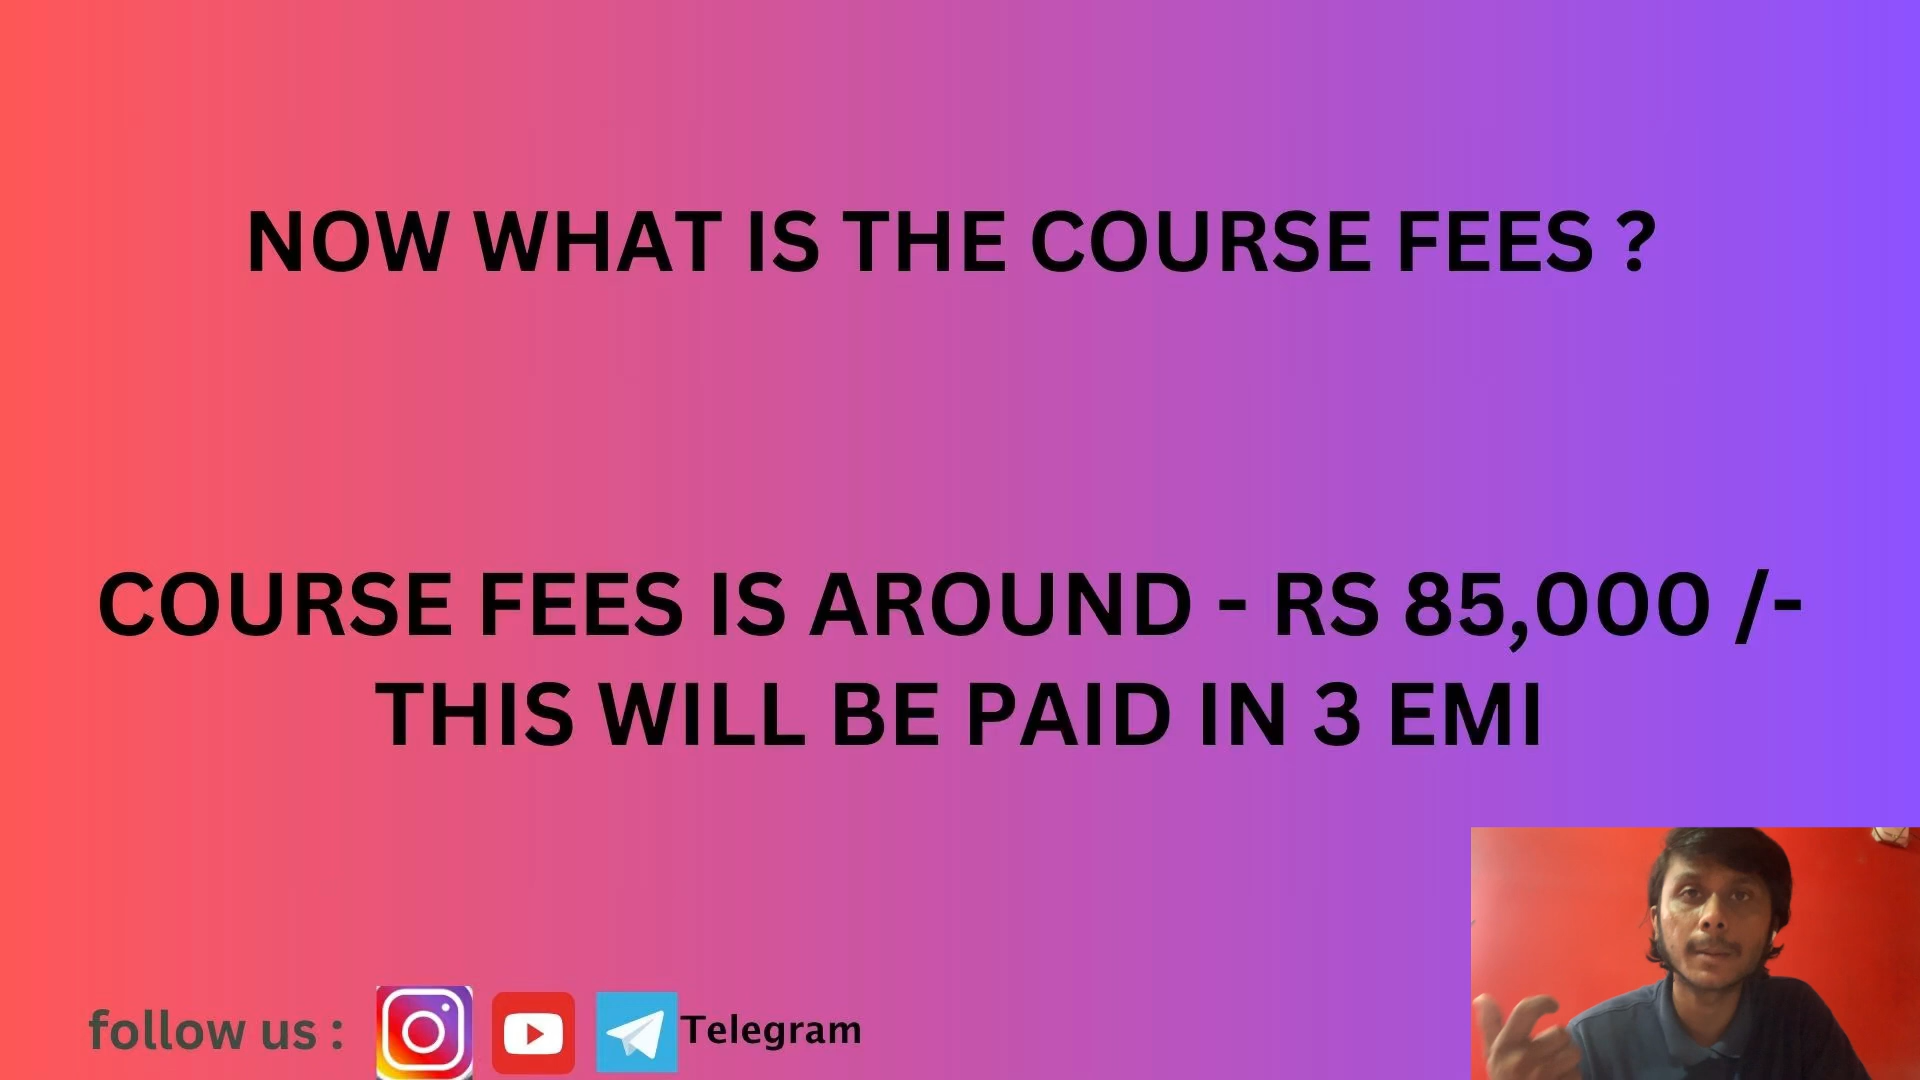 NOW WHAT IS THE COURSE FEES ?
COURSE FEES IS AROUND - RS 85,000 /-
THIS WILL BE PAID IN 3 EMI
follow us :
Telegram